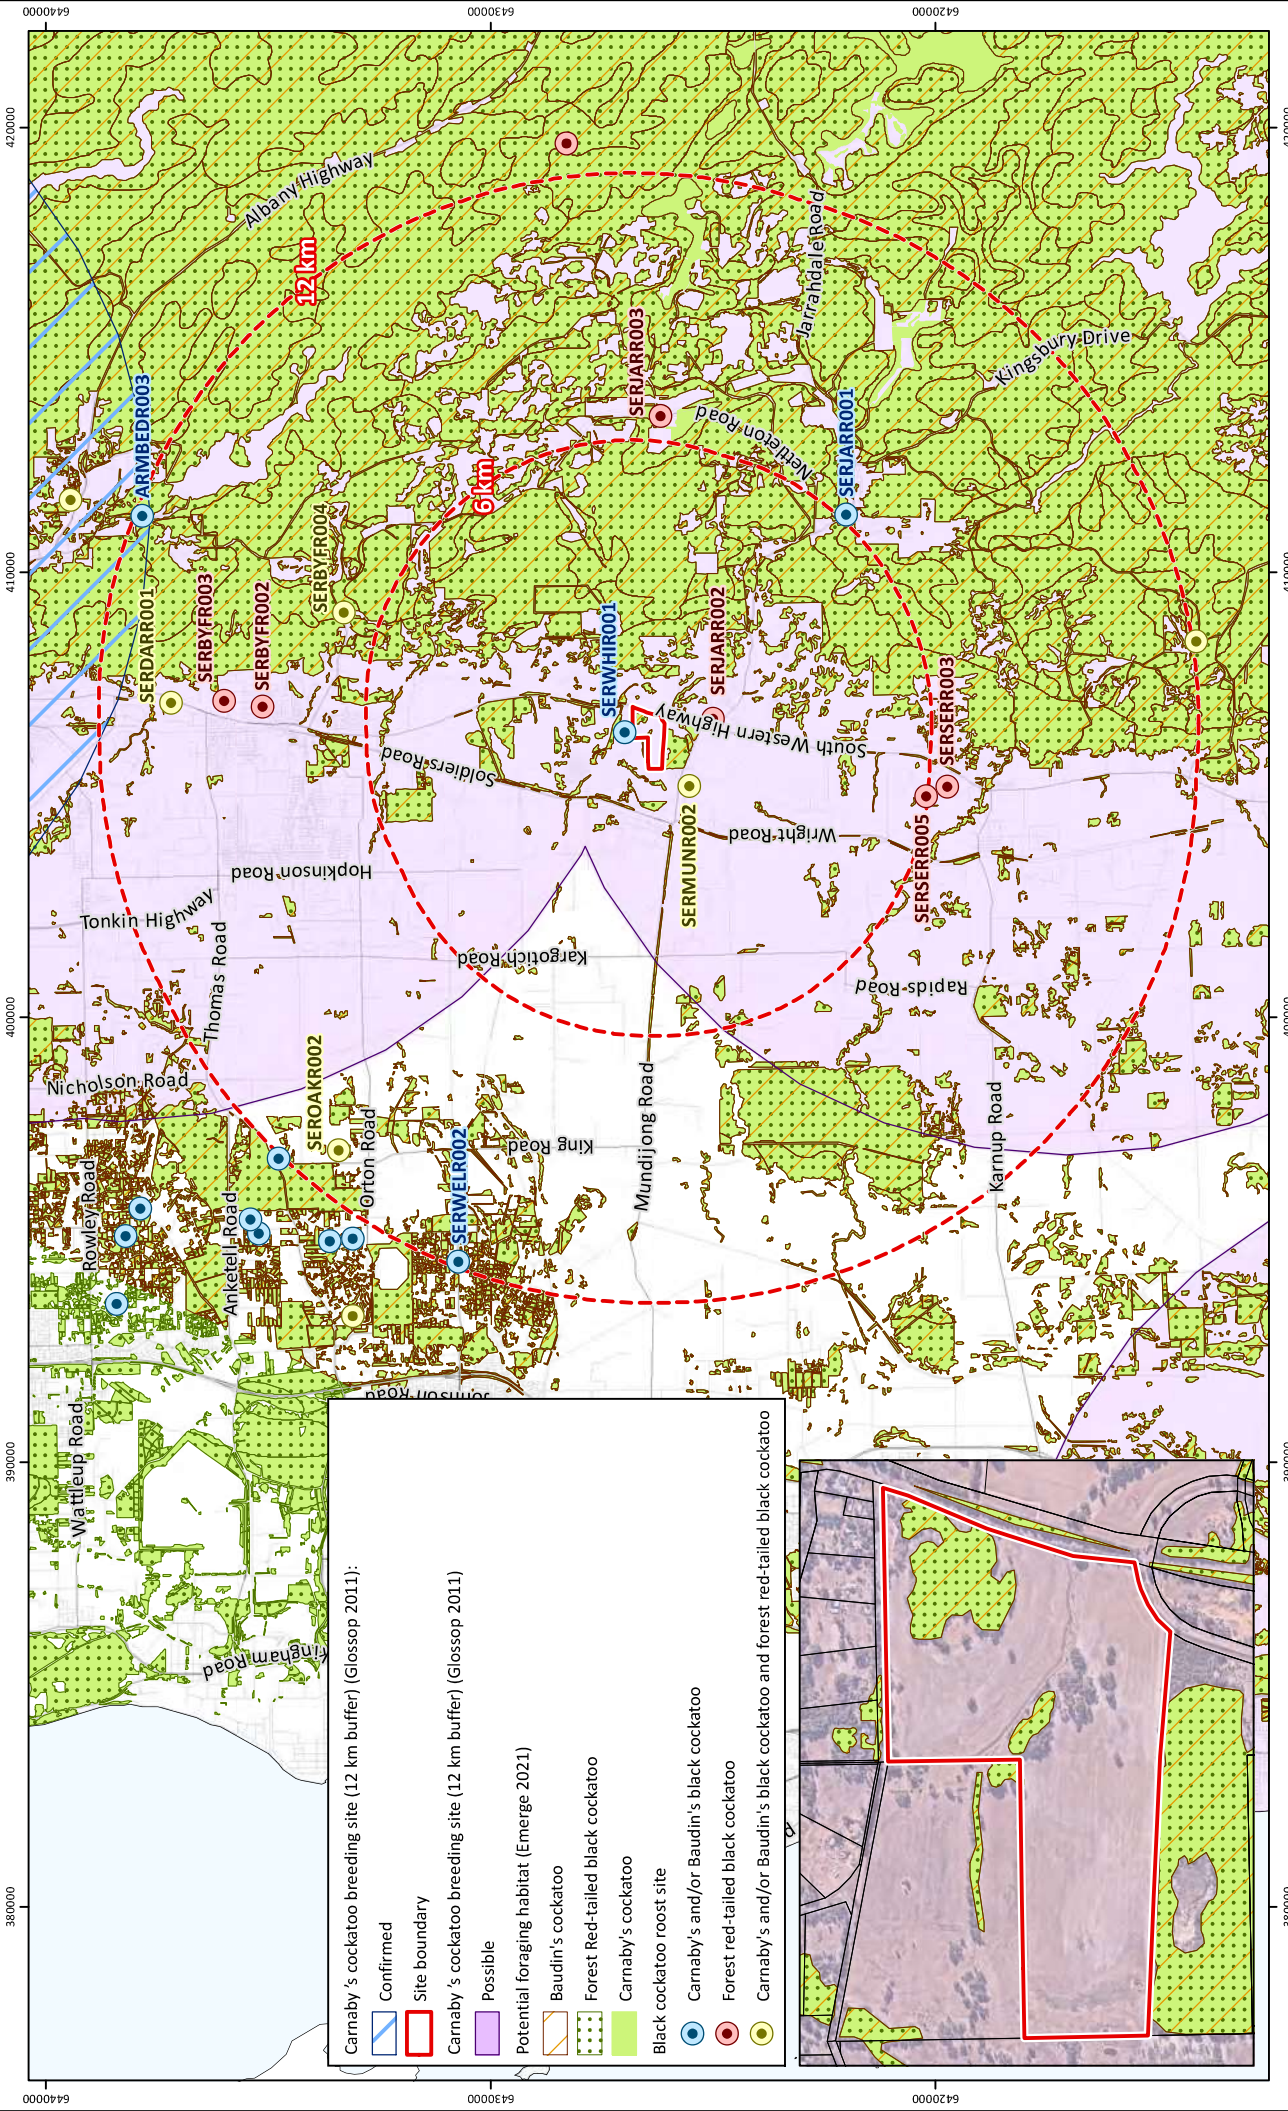 6440000
6430000
6420000
420000
410000
400000
390000
380000
6440000
6430000
6420000
Albany Highway
12 km
Jarrahdale Road
Kingsbury Drive
SERJARR003
ARMBEDR003
Nettleton Road
6 km
SERJARR001
SERBYFR004
SERDARR001
SERBYFR003
SERBYFR002
SERWHIR001
SERJARR002
SERSERR003
South Western Highway
Soldiers Road
SERMUNR002
Wright Road
SERSERR005
Hopkinson Road
Tonkin Highway
Thomas Road
Kargotich Road
Rapids Road
Nicholson Road
SEROAKR002
Orton Road
King Road
Mundijong Road
Karnup Road
SERWELR002
Rowley Road
Anketell Road
Johnson Road
Wattleup Road
Carnaby 's cockatoo breeding site (12 km buffer) (Glossop 2011):
Confirmed
Site boundary
Carnaby 's cockatoo breeding site (12 km buffer) (Glossop 2011)
Possible
Potential foraging habitat (Emerge 2021)
Baudin's cockatoo
Forest Red-tailed black cockatoo
Carnaby's cockatoo
Black cockatoo roost site
Carnaby's and/or Baudin's black cockatoo
Forest red-tailed black cockatoo
Carnaby's and/or Baudin's black cockatoo and forest red-tailed black cockatoo